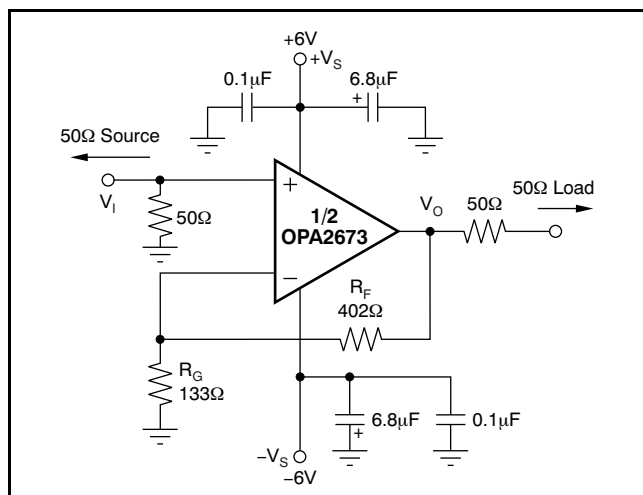 +6V
+V_S
0.1μF
6.8μF
+
50Ω Source
50Ω Load
V_I
50Ω
+
1/2
OPA2673
−
V_O
50Ω
R_F
402Ω
R_G
133Ω
6.8μF
+
0.1μF
−V_S
−6V